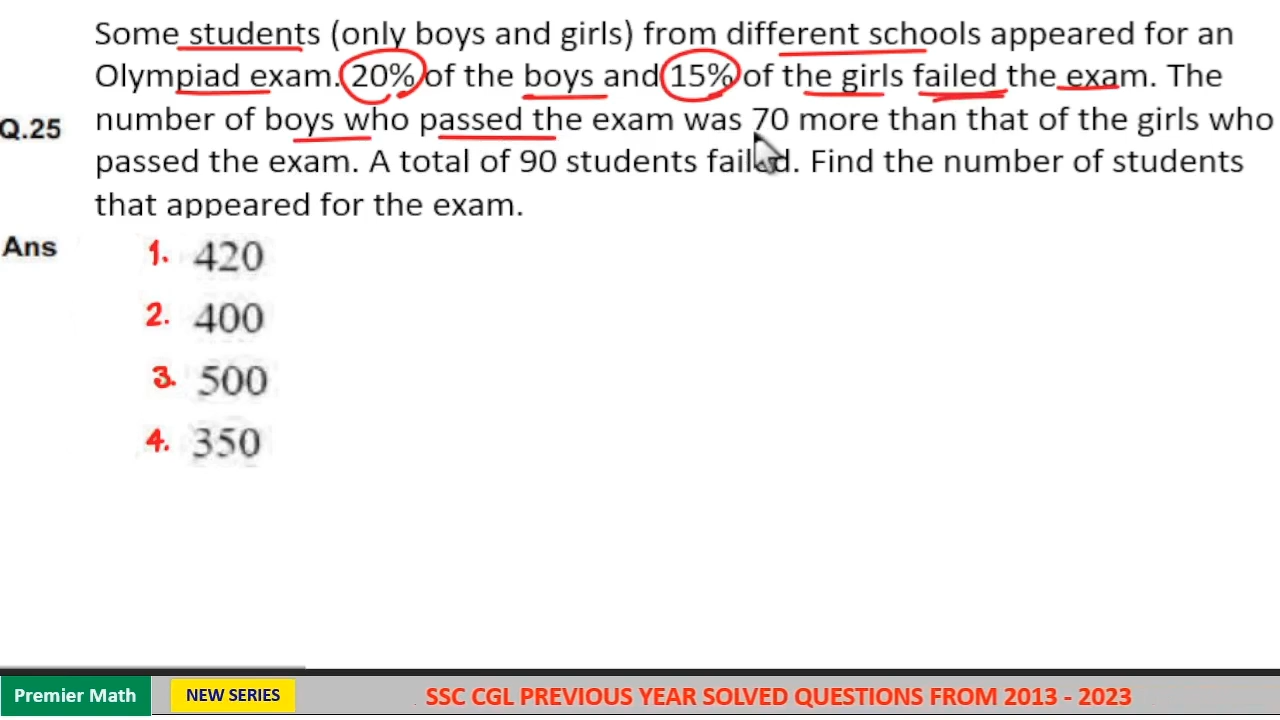 Some students (only boys and girls) from different schools appeared for an
Olympiad exam. 20% of the boys and 15% of the girls failed the exam. The
Q.25 number of boys who passed the exam was 70 more than that of the girls who
passed the exam. A total of 90 students failed. Find the number of students
that appeared for the exam.
Ans 1. 420
2. 400
3. 500
4. 350
Premier Math NEW SERIES SSC CGL PREVIOUS YEAR SOLVED QUESTIONS FROM 2013 - 2023